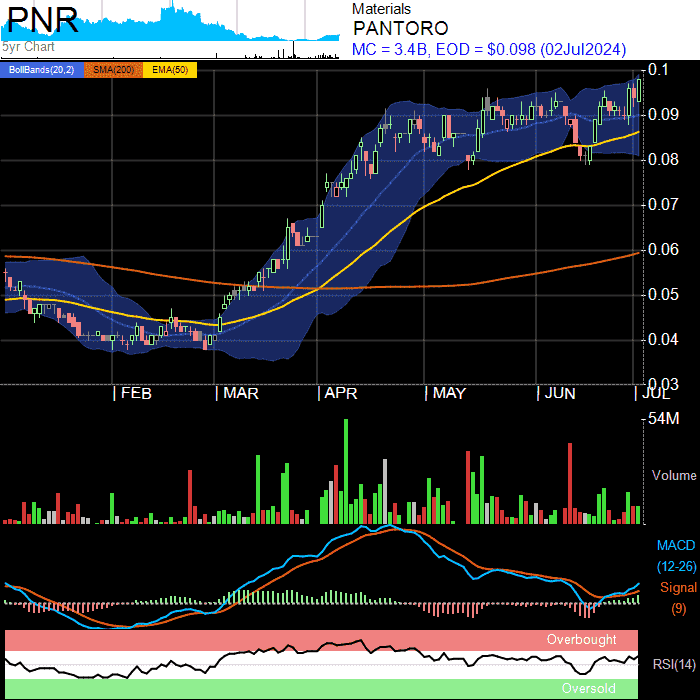 PNR
5yr Chart
Materials
PANTORO
MC = 3.4B, EOD = $0.098 (02Jul2024)
BollBands(20,2) SMA(200) EMA(50)
0.1
0.09
0.08
0.07
0.06
0.05
0.04
0.03
FEB MAR APR MAY JUN JUL
54M
Volume
MACD
(12-26)
Signal
(9)
Overbought
RSI(14)
Oversold